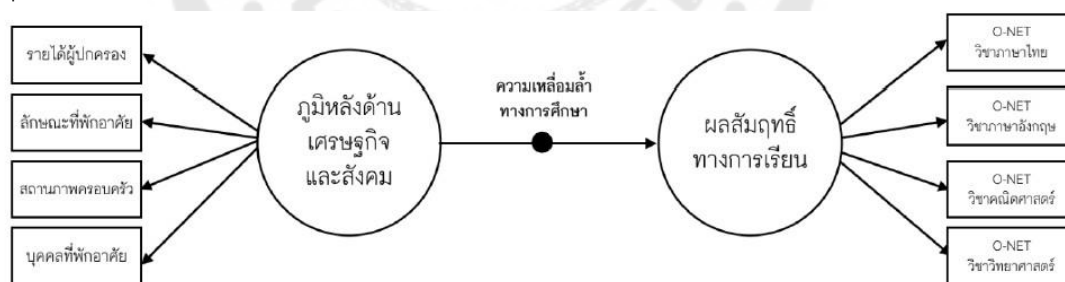 รายได้ผู้ปกครอง
ลักษณะที่พักอาศัย
สถานภาพครอบครัว
บุคคลที่พักอาศัย
ภูมิหลังด้าน
เศรษฐกิจ
และสังคม
ความเหลื่อมล้ำ
ทางการศึกษา
ผลสัมฤทธิ์
ทางการเรียน
O-NET
วิชาภาษาไทย
O-NET
วิชาภาษาอังกฤษ
O-NET
วิชาคณิตศาสตร์
O-NET
วิชาวิทยาศาสตร์